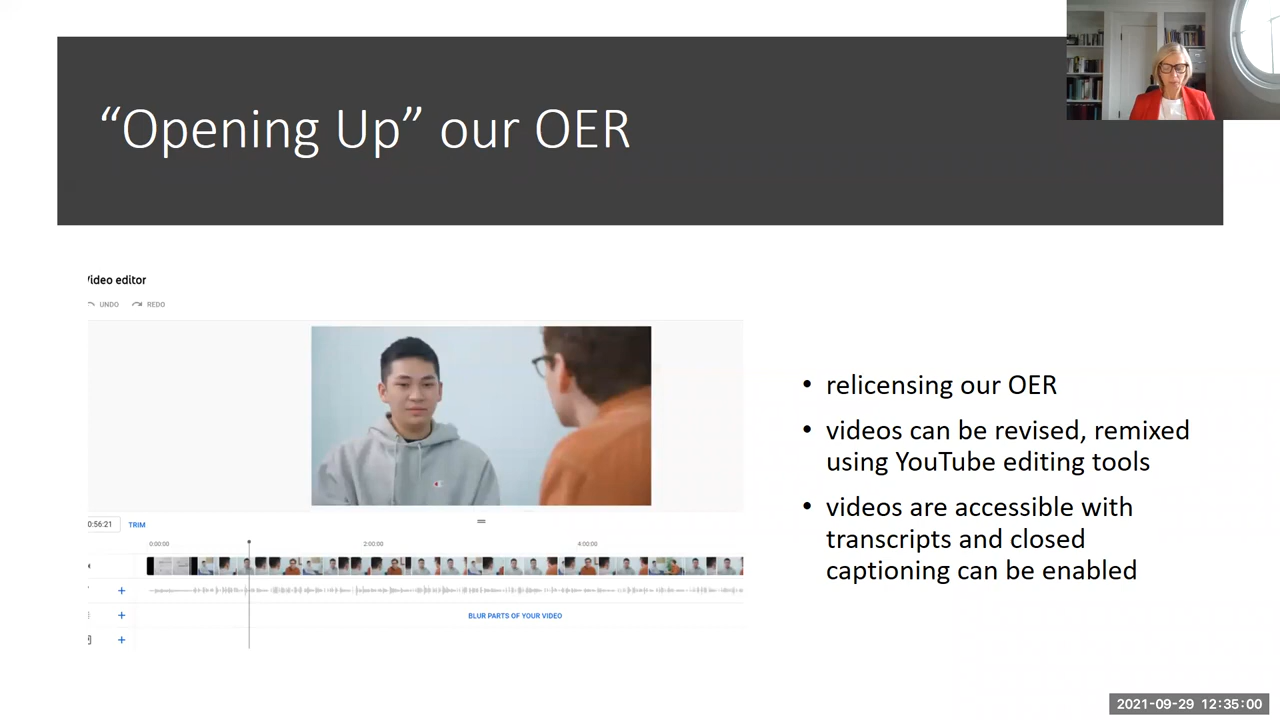 “Opening Up” our OER
Video editor
UNDO REDO
0:56:21 TRIM
0:00:00 2:00:00 4:00:00
BLUR PARTS OF YOUR VIDEO
• relicensing our OER
• videos can be revised, remixed
using YouTube editing tools
• videos are accessible with
transcripts and closed
captioning can be enabled
2021-09-29 12:35:00